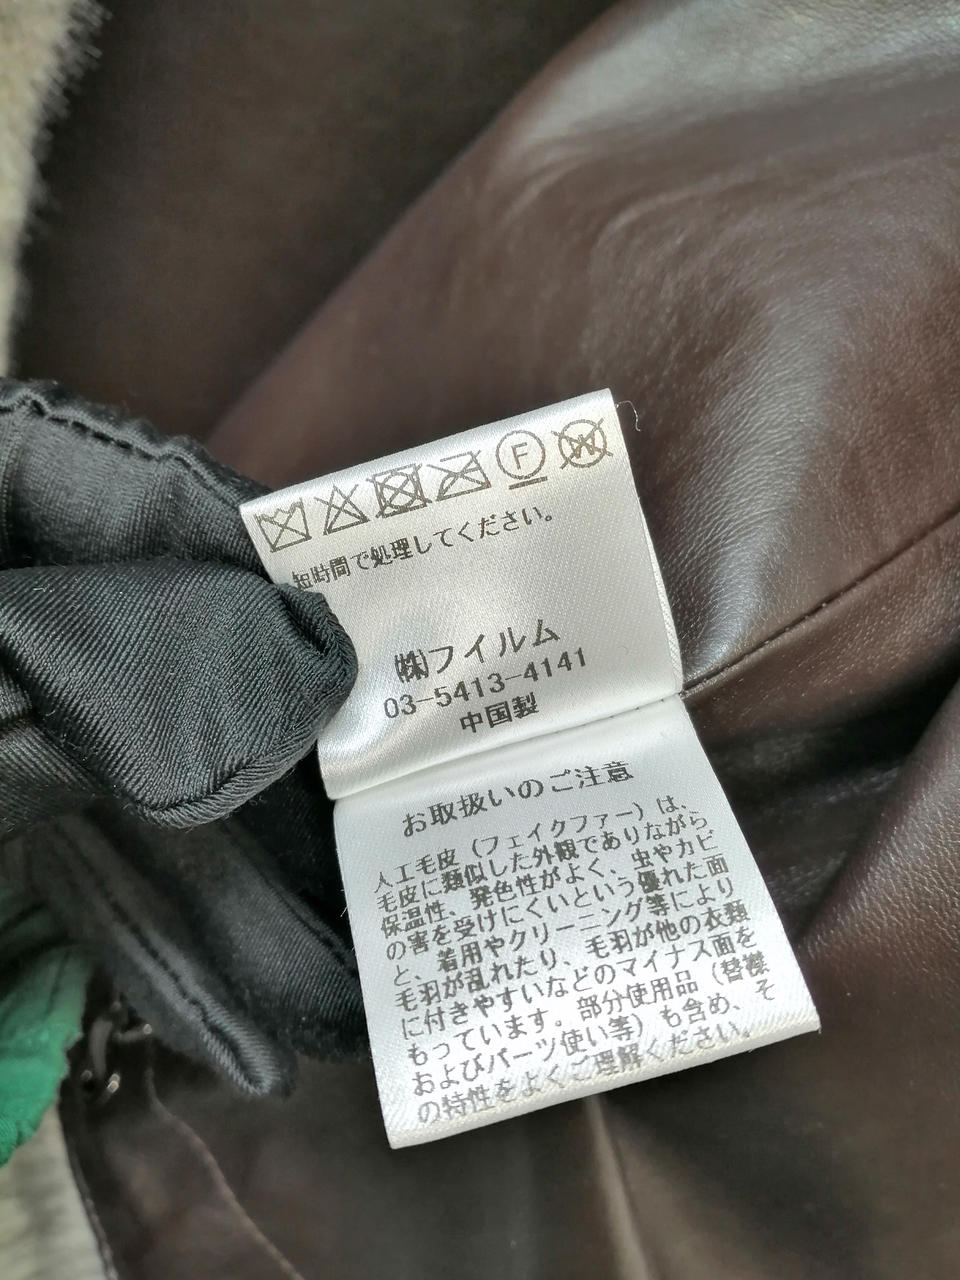 F W
短時間で処理してください。
㈱フイルム
03-5413-4141
中国製
お取扱いのご注意
人工毛皮（フェイクファー）は、
毛皮に類似した外観でありながら
保温性、発色性がよく、虫やカビ
の害を受けにくいという優れた面
と、着用やクリーニング等により
毛羽が乱れたり、毛羽が他の衣類
に付きやすいなどのマイナス面を
もっています。部分使用品（替襟
およびパーツ使い等）も含め、そ
の特性をよくご理解ください。